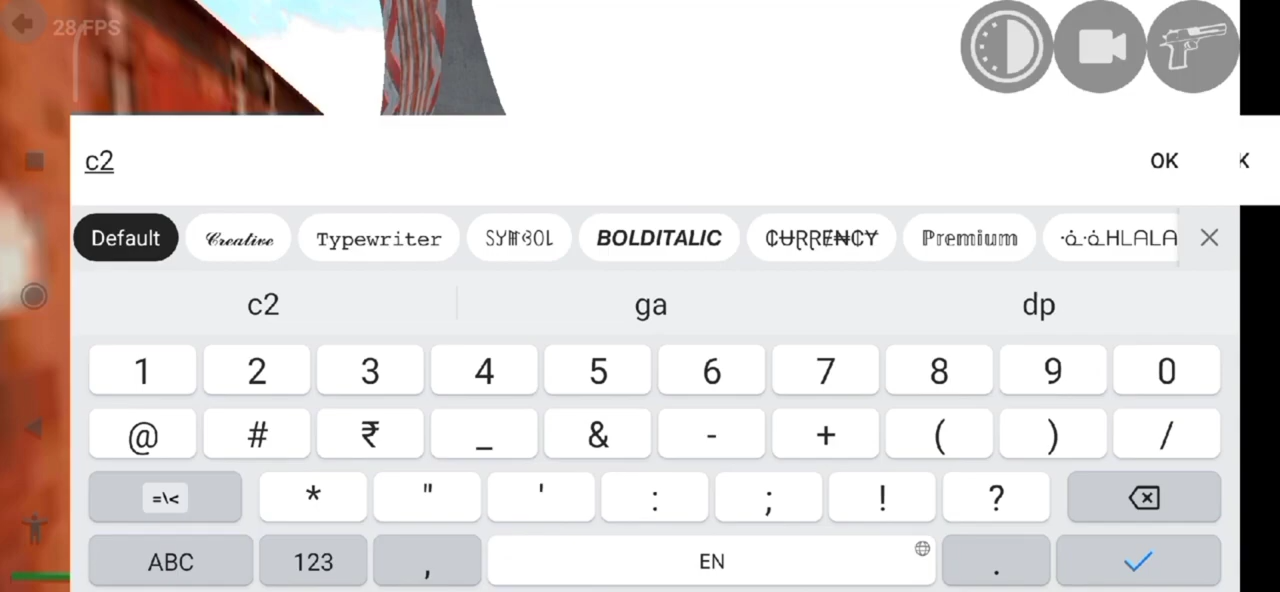 28 FPS
c2 OK K
Default Creative Typewriter SYMBOL BOLDITALIC CURRENCY Premium HLALA
c2 ga dp
1 2 3 4 5 6 7 8 9 0
@ # ₹ _ & - + ( ) /
=\< * " ' : ; ! ?
ABC 123 , EN .